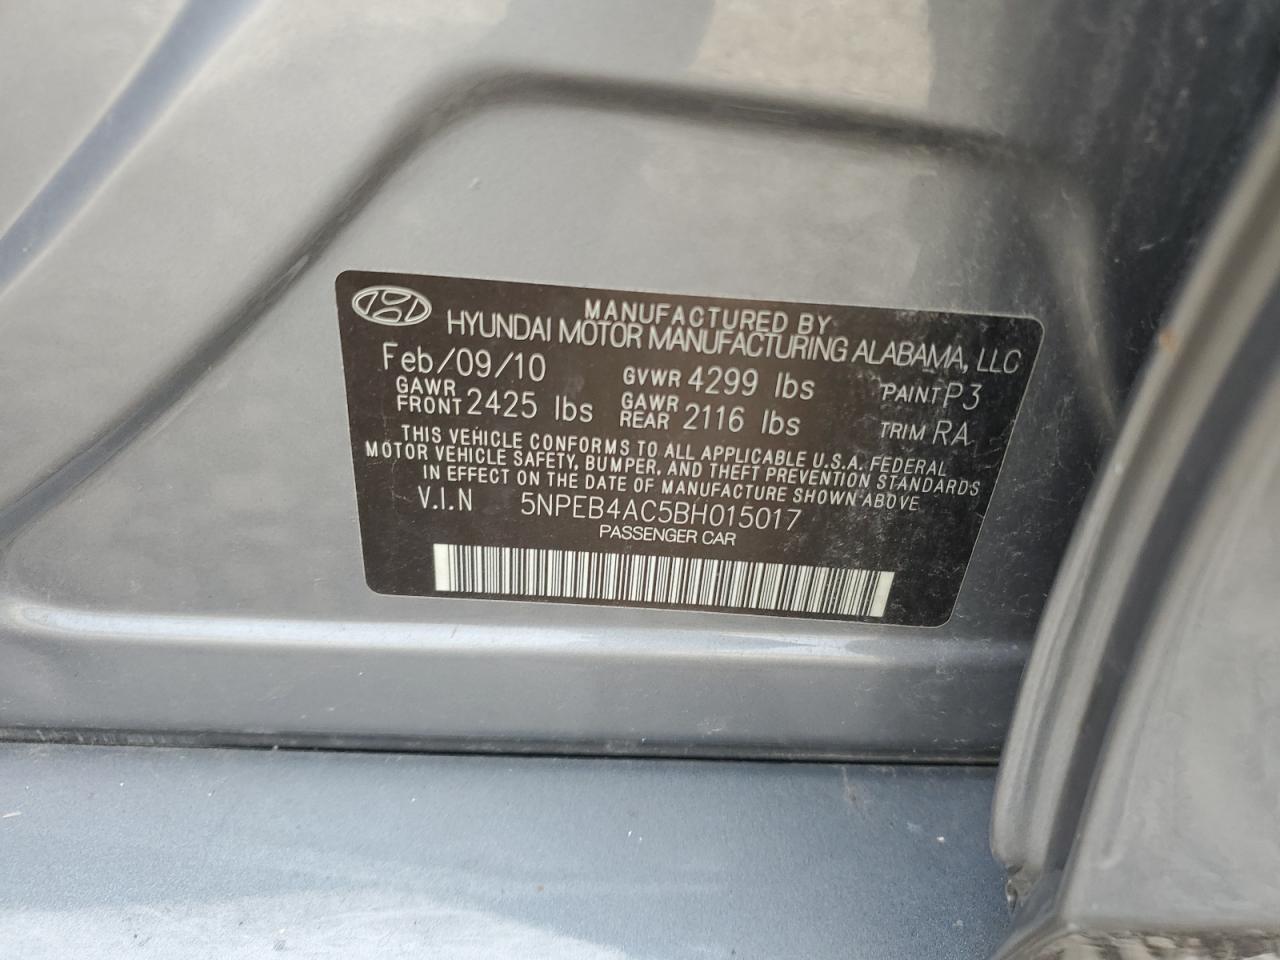 MANUFACTURED BY
HYUNDAI MOTOR MANUFACTURING ALABAMA, LLC
Feb/09/10 GVWR 4299 lbs PAINT P3
GAWR FRONT 2425 lbs GAWR REAR 2116 lbs TRIM RA
THIS VEHICLE CONFORMS TO ALL APPLICABLE U.S.A. FEDERAL
MOTOR VEHICLE SAFETY, BUMPER, AND THEFT PREVENTION STANDARDS
IN EFFECT ON THE DATE OF MANUFACTURE SHOWN ABOVE
V.I.N 5NPEB4AC5BH015017
PASSENGER CAR